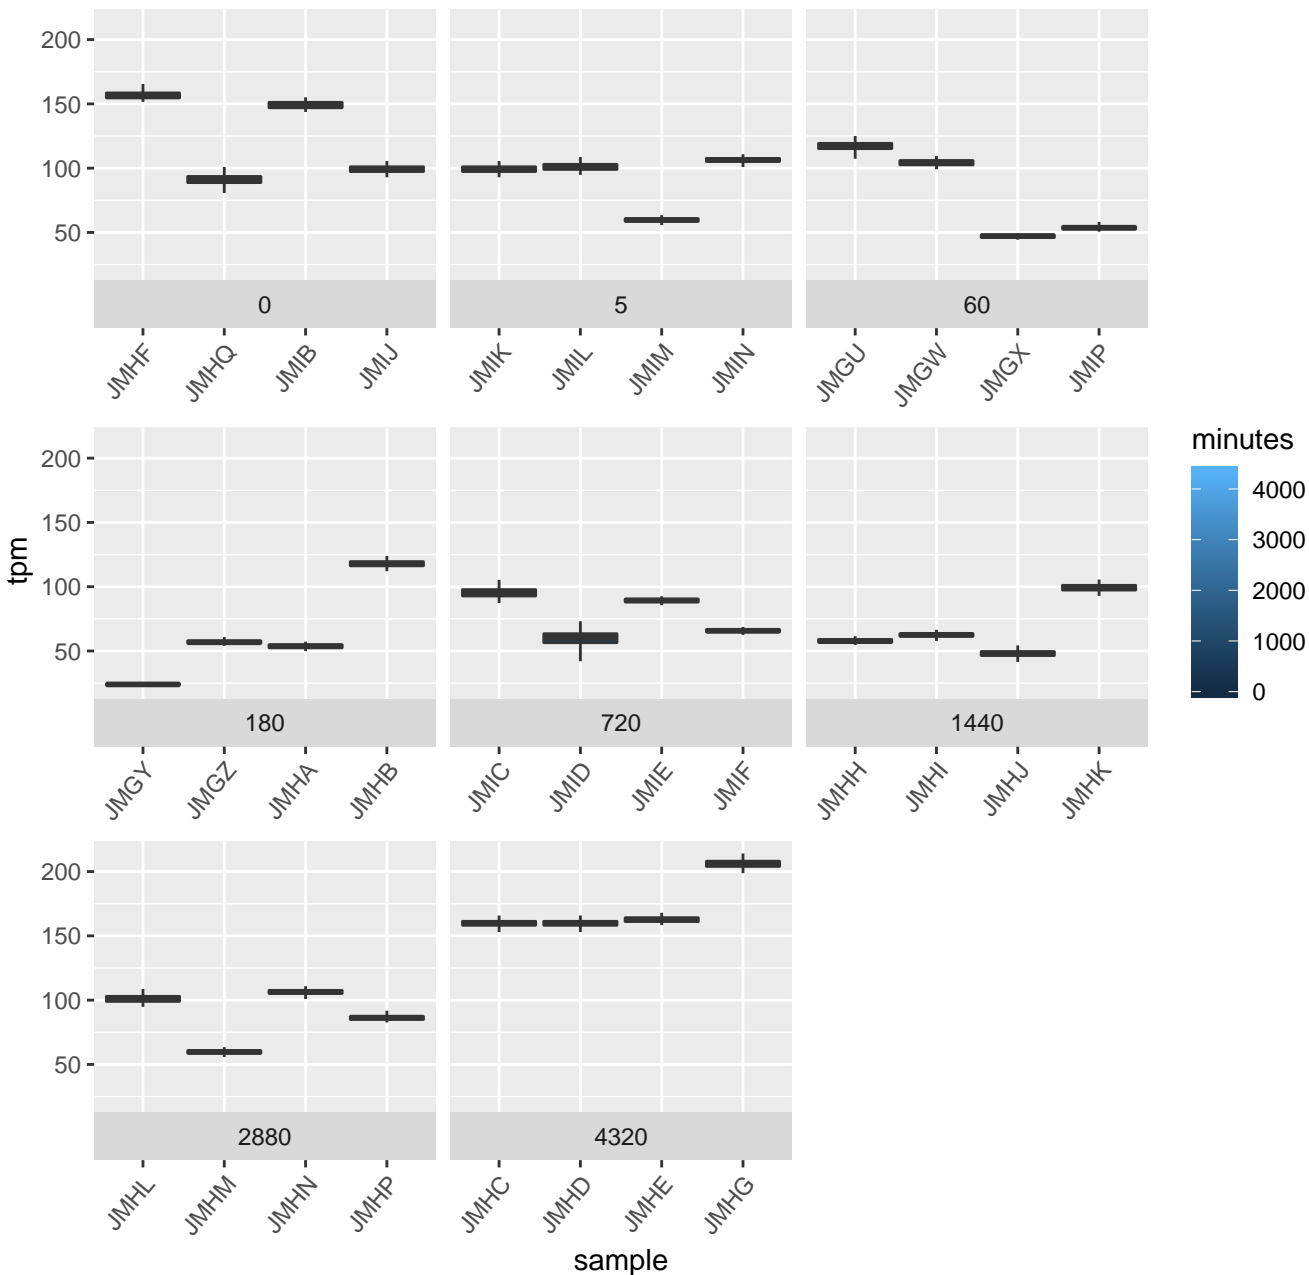 200
150
100
50
0
5
60
JMHF
JMHQ
JMIB
JMIJ
JMIK
JMIL
JMIM
JMIN
JMGU
JMGW
JMGX
JMIP
200
150
100
50
180
720
1440
JMGY
JMGZ
JMHA
JMHB
JMIC
JMID
JMIE
JMIF
JMHH
JMHI
JMHJ
JMHK
200
150
100
50
2880
4320
JMHL
JMHM
JMHN
JMHP
JMHC
JMHD
JMHE
JMHG
tpm
sample
minutes
4000
3000
2000
1000
0